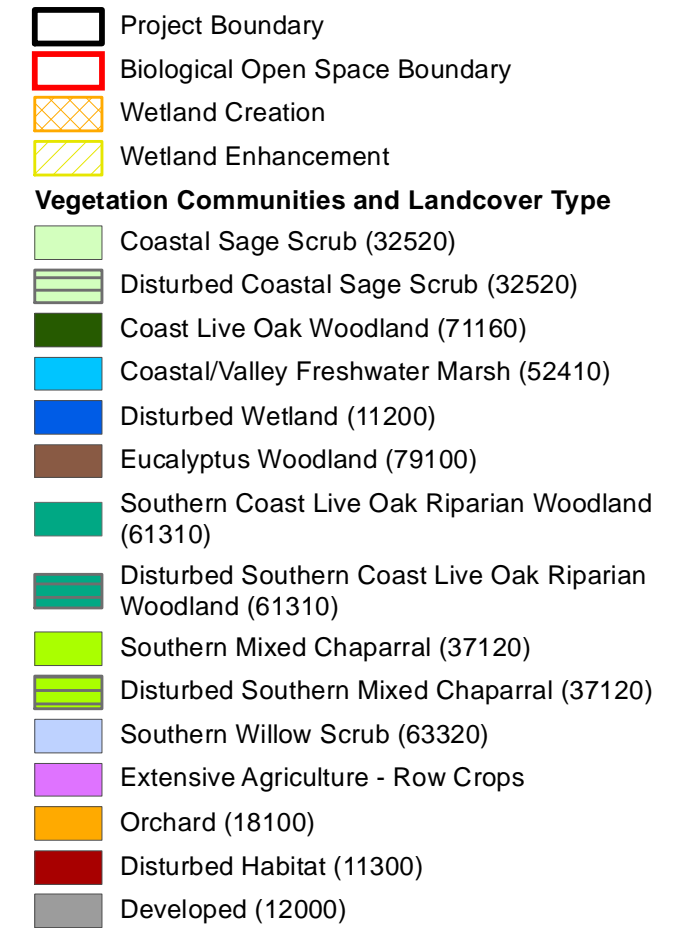 Project Boundary
Biological Open Space Boundary
Wetland Creation
Wetland Enhancement
Vegetation Communities and Landcover Type
Coastal Sage Scrub (32520)
Disturbed Coastal Sage Scrub (32520)
Coast Live Oak Woodland (71160)
Coastal/Valley Freshwater Marsh (52410)
Disturbed Wetland (11200)
Eucalyptus Woodland (79100)
Southern Coast Live Oak Riparian Woodland
(61310)
Disturbed Southern Coast Live Oak Riparian
Woodland (61310)
Southern Mixed Chaparral (37120)
Disturbed Southern Mixed Chaparral (37120)
Southern Willow Scrub (63320)
Extensive Agriculture - Row Crops
Orchard (18100)
Disturbed Habitat (11300)
Developed (12000)